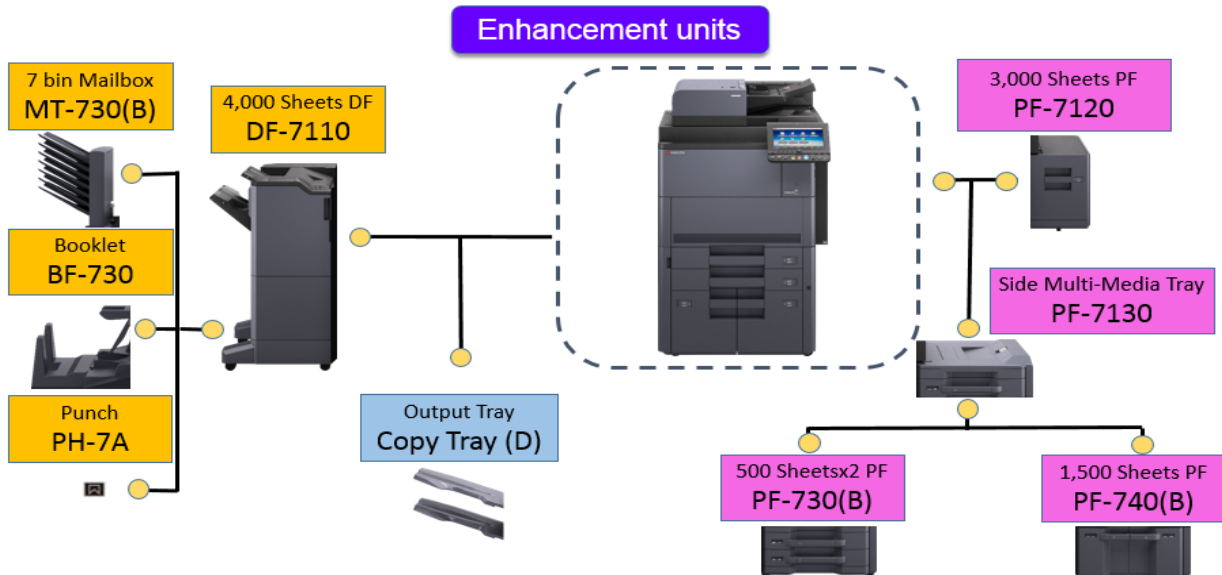 Enhancement units
7 bin Mailbox
MT-730(B)
4,000 Sheets DF
DF-7110
3,000 Sheets PF
PF-7120
Booklet
BF-730
Side Multi-Media Tray
PF-7130
Punch
PH-7A
Output Tray
Copy Tray (D)
500 Sheetsx2 PF
PF-730(B)
1,500 Sheets PF
PF-740(B)